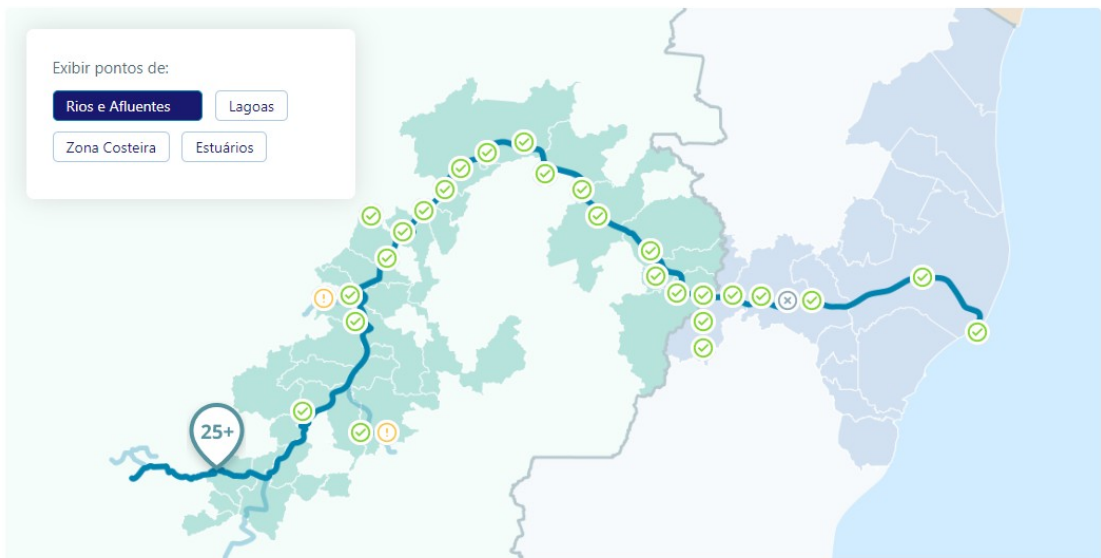 Exibir pontos de:
Rios e Afluentes
Lagoas
Zona Costeira
Estuários
25+